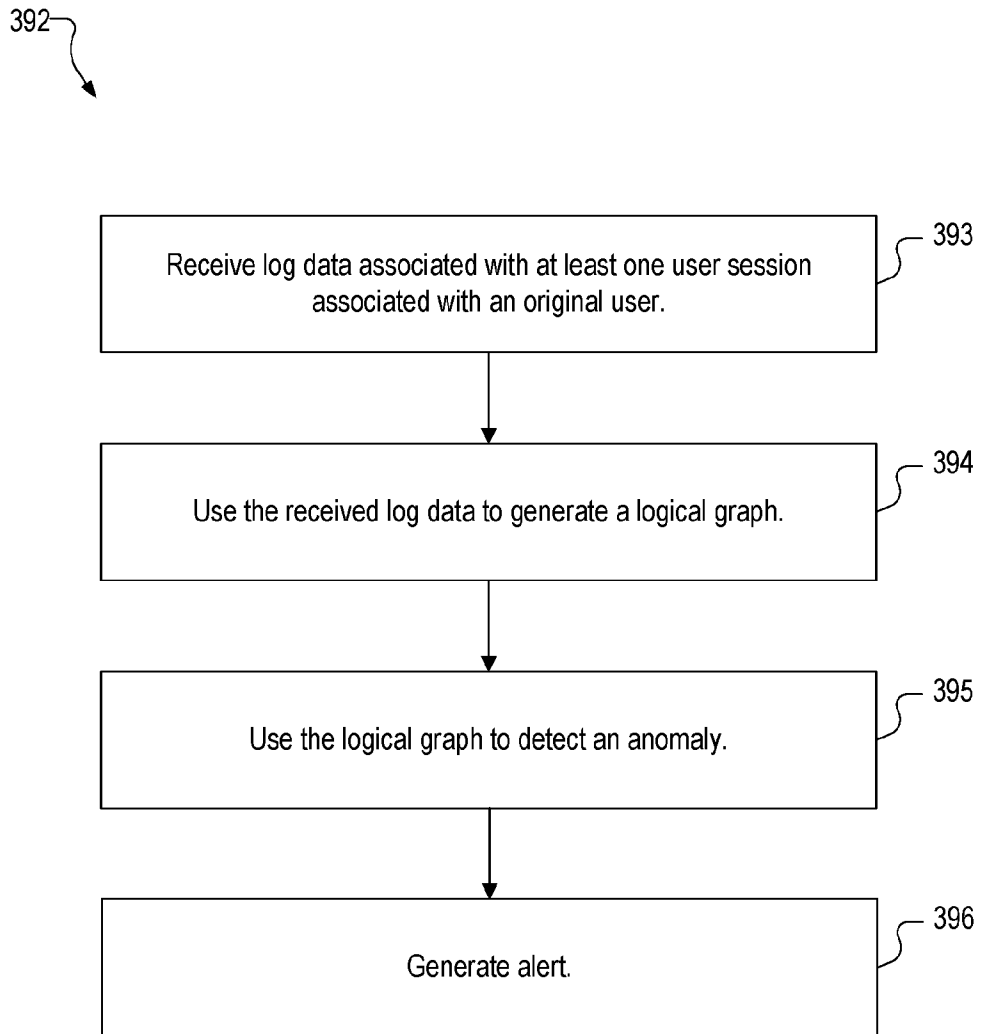 392
Receive log data associated with at least one user session
associated with an original user.
393
Use the received log data to generate a logical graph.
394
Use the logical graph to detect an anomaly.
395
Generate alert.
396